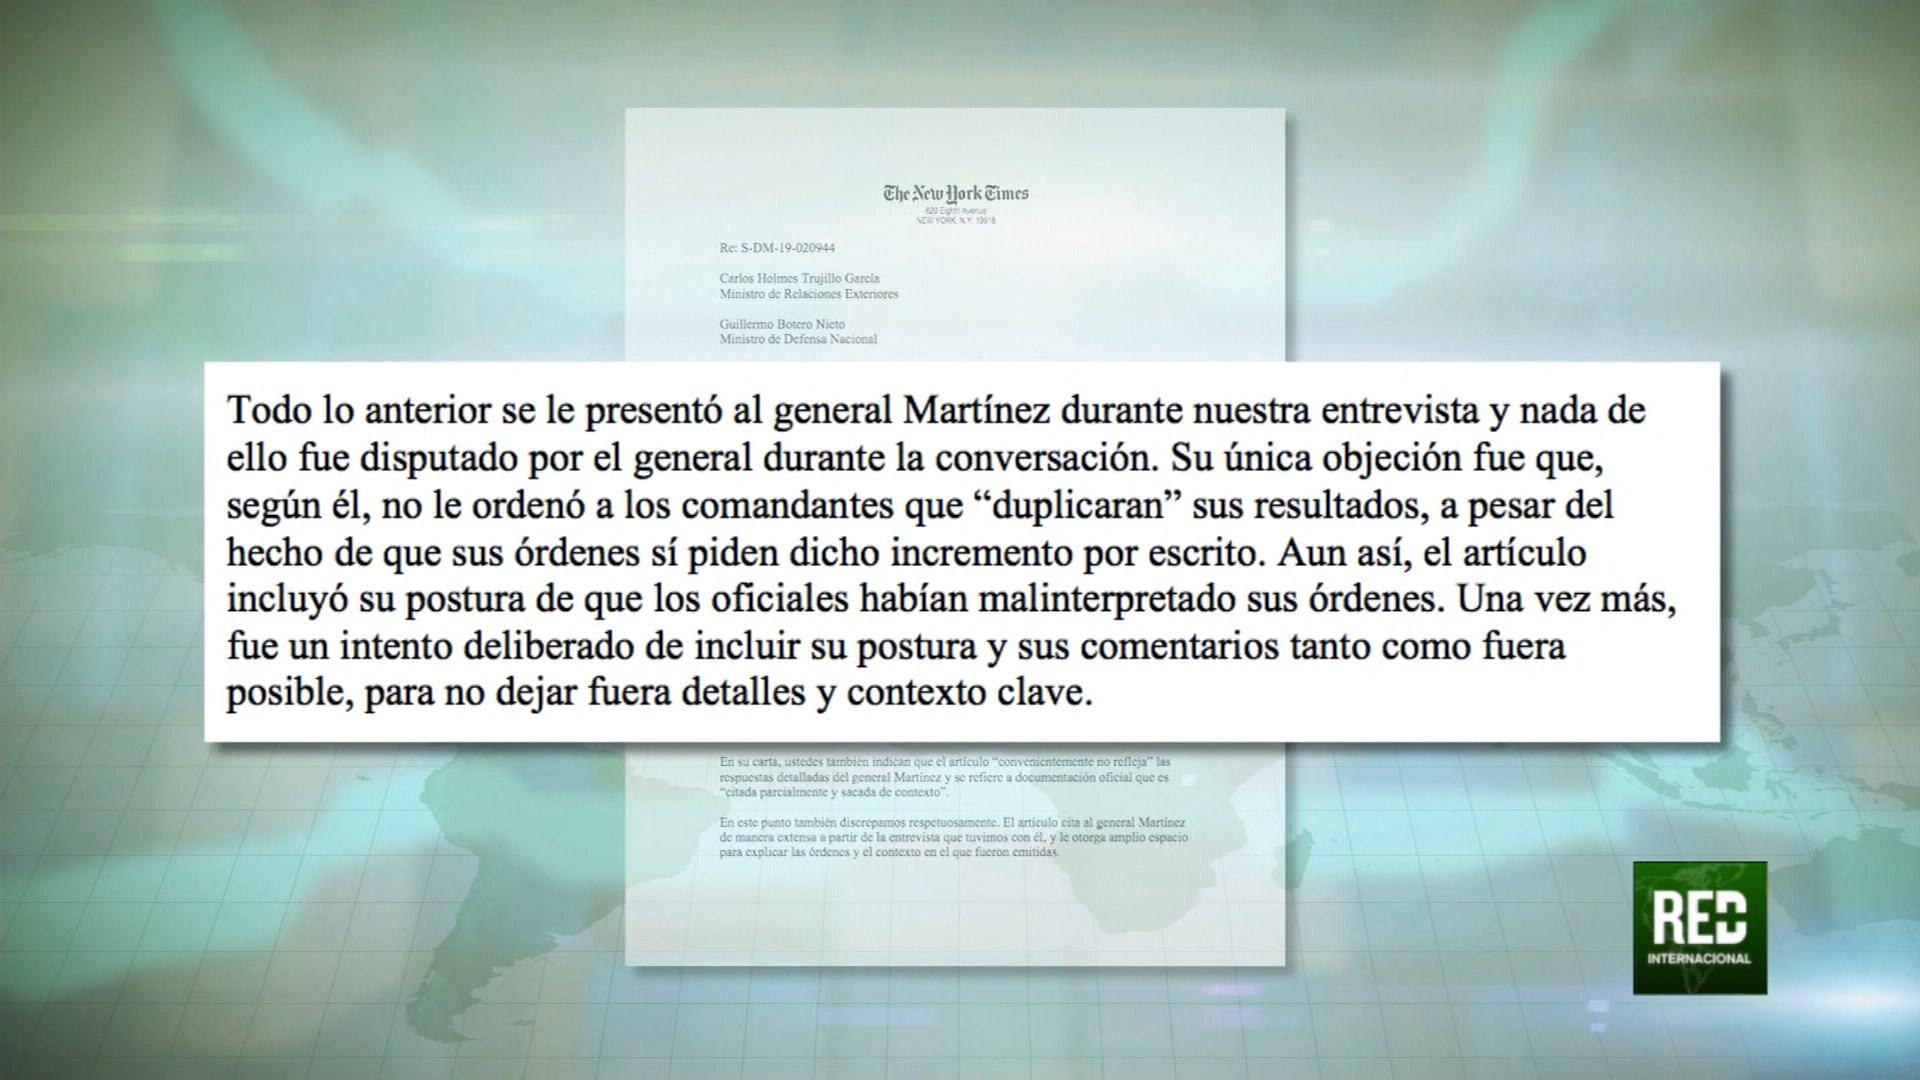 The New York Times
620 Eighth Avenue
NEW YORK, N.Y. 10018
Re: S-DM-19-020944
Carlos Holmes Trujillo García
Ministro de Relaciones Exteriores
Guillermo Botero Nieto
Ministro de Defensa Nacional
Todo lo anterior se le presentó al general Martínez durante nuestra entrevista y nada de
ello fue disputado por el general durante la conversación. Su única objeción fue que,
según él, no le ordenó a los comandantes que “duplicaran” sus resultados, a pesar del
hecho de que sus órdenes sí piden dicho incremento por escrito. Aun así, el artículo
incluyó su postura de que los oficiales habían malinterpretado sus órdenes. Una vez más,
fue un intento deliberado de incluir su postura y sus comentarios tanto como fuera
posible, para no dejar fuera detalles y contexto clave.
En su carta, ustedes también indican que el artículo “convenientemente no refleja” las
respuestas detalladas del general Martínez y se refiere a documentación oficial que es
“citada parcialmente y sacada de contexto”.
En este punto también discrepamos respetuosamente. El artículo cita al general Martínez
de manera extensa a partir de la entrevista que tuvimos con él, y le otorga amplio espacio
para explicar las órdenes y el contexto en el que fueron emitidas.
RED
INTERNACIONAL